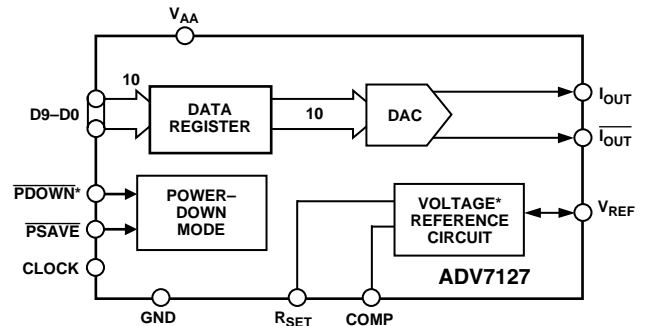 VAA
D9–D0
10
DATA
REGISTER
10
DAC
IOUT
IOUT
PDOWN*
PSAVE
CLOCK
POWER–
DOWN
MODE
VOLTAGE*
REFERENCE
CIRCUIT
VREF
ADV7127
GND
RSET
COMP